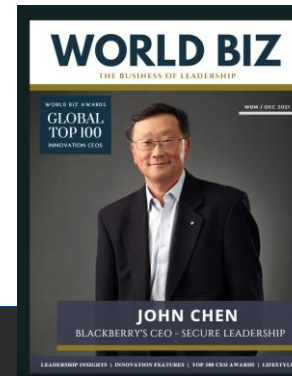 WORLD BIZ
THE BUSINESS OF LEADERSHIP
WORLD BIZ AWARDS
GLOBAL
TOP 100
INNOVATION CEOS
WBM / DEC 2021
JOHN CHEN
BLACKBERRY'S CEO - SECURE LEADERSHIP
LEADERSHIP INSIGHTS | INNOVATION FEATURES | TOP 100 CEO AWARDS | LIFESTYLE